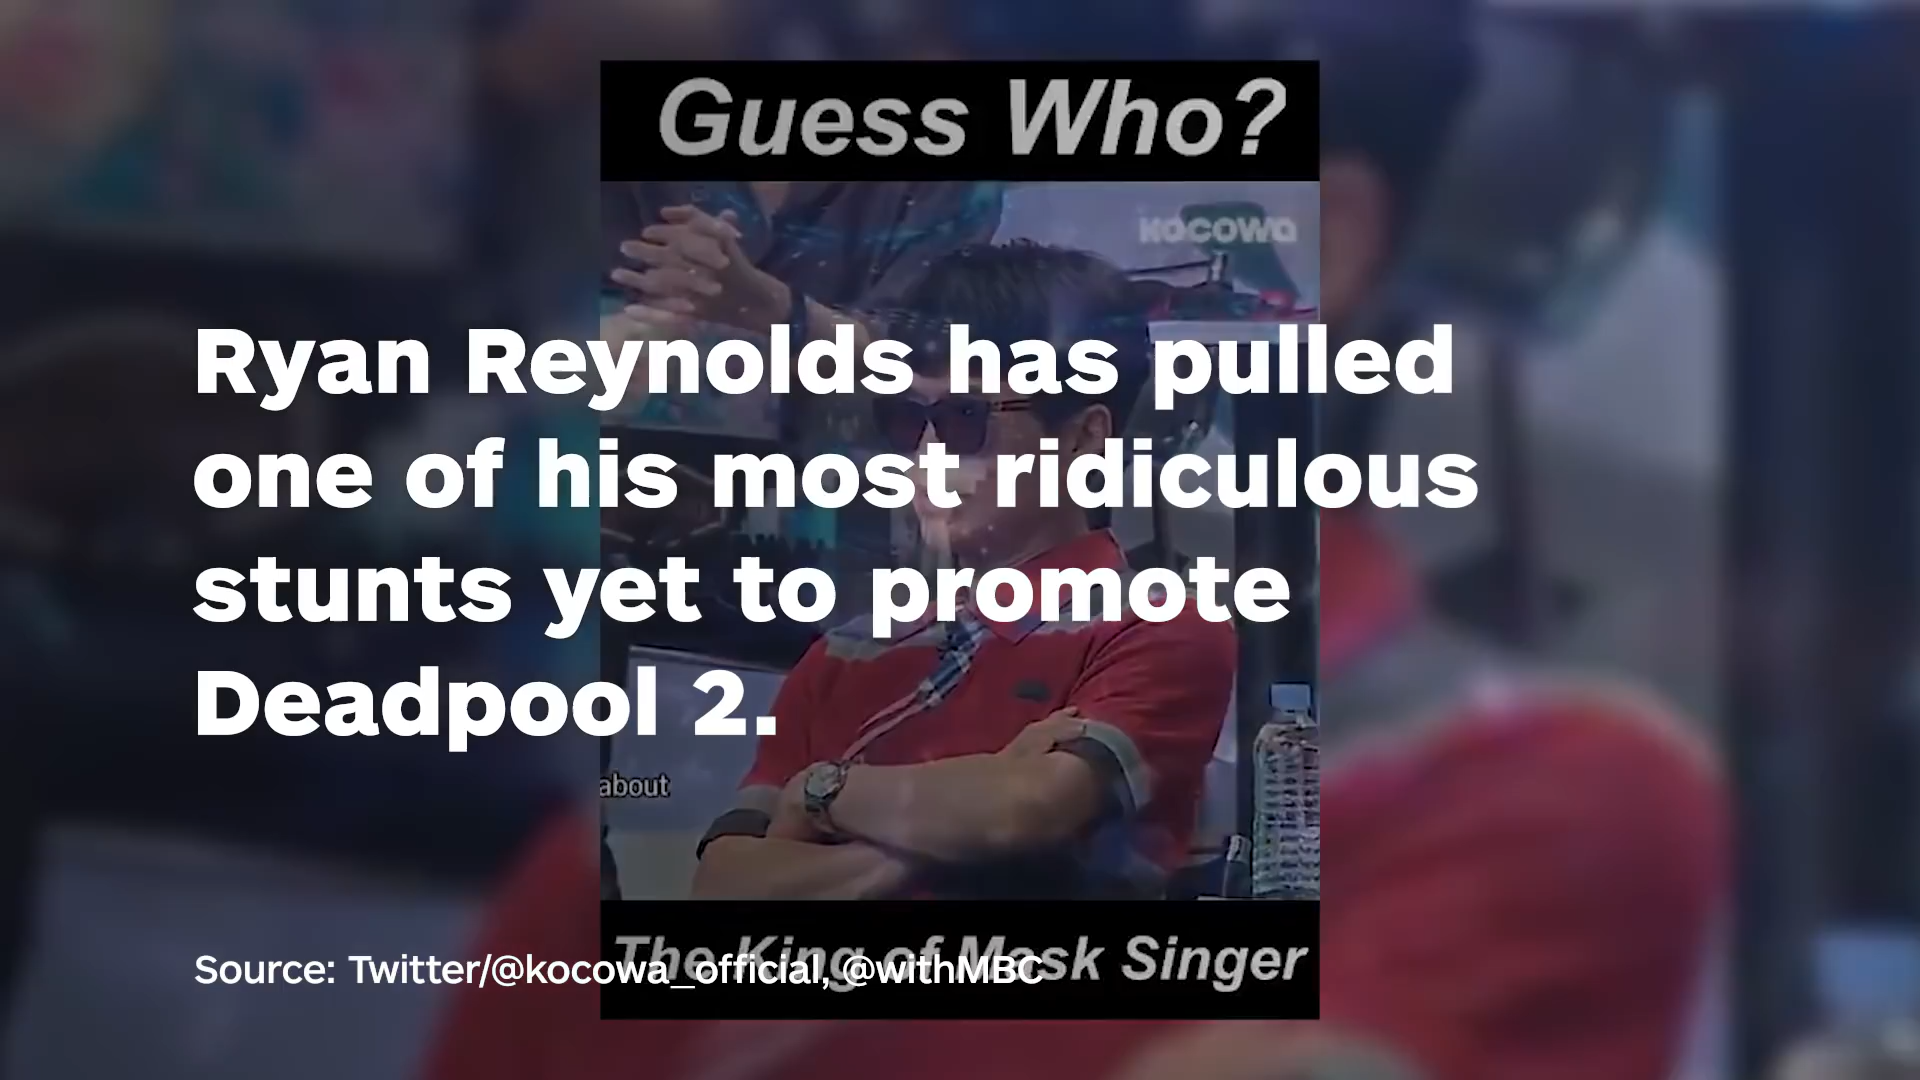 Guess Who?
KOCOWA
Ryan Reynolds has pulled
one of his most ridiculous
stunts yet to promote
Deadpool 2.
about
The King of Mask Singer
Source: Twitter/@kocowa_official, @withMBC